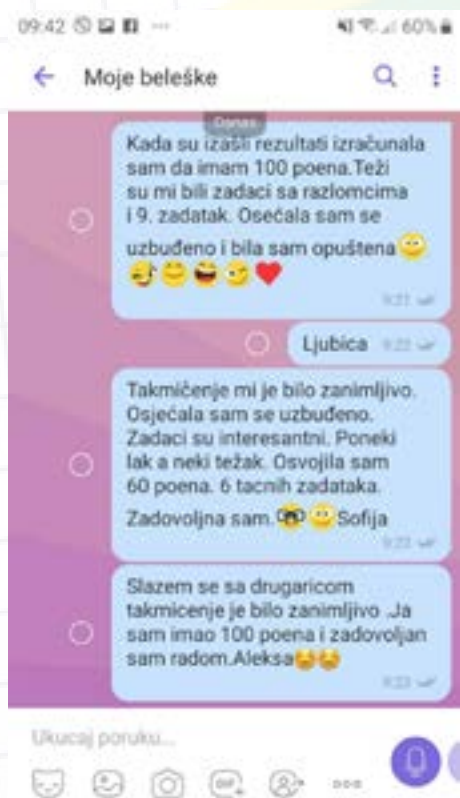 09:42 60%
Moje beleške
Danas
Kada su izašli rezultati izračunala
sam da imam 100 poena.Teži
su mi bili zadaci sa razlomcima
i 9. zadatak. Osećala sam se
uzbuđeno i bila sam opuštena
9:22
Ljubica 9:22
Takmičenje mi je bilo zanimljivo.
Osjećala sam se uzbuđeno.
Zadaci su interesantni. Poneki
lak a neki težak. Osvojila sam
60 poena. 6 tacnih zadataka.
Zadovoljna sam. Sofija
9:23
Slazem se sa drugaricom
takmicenje je bilo zanimljivo .Ja
sam imao 100 poena i zadovoljan
sam radom.Aleksa
9:23
Ukucaj poruku...
GIF